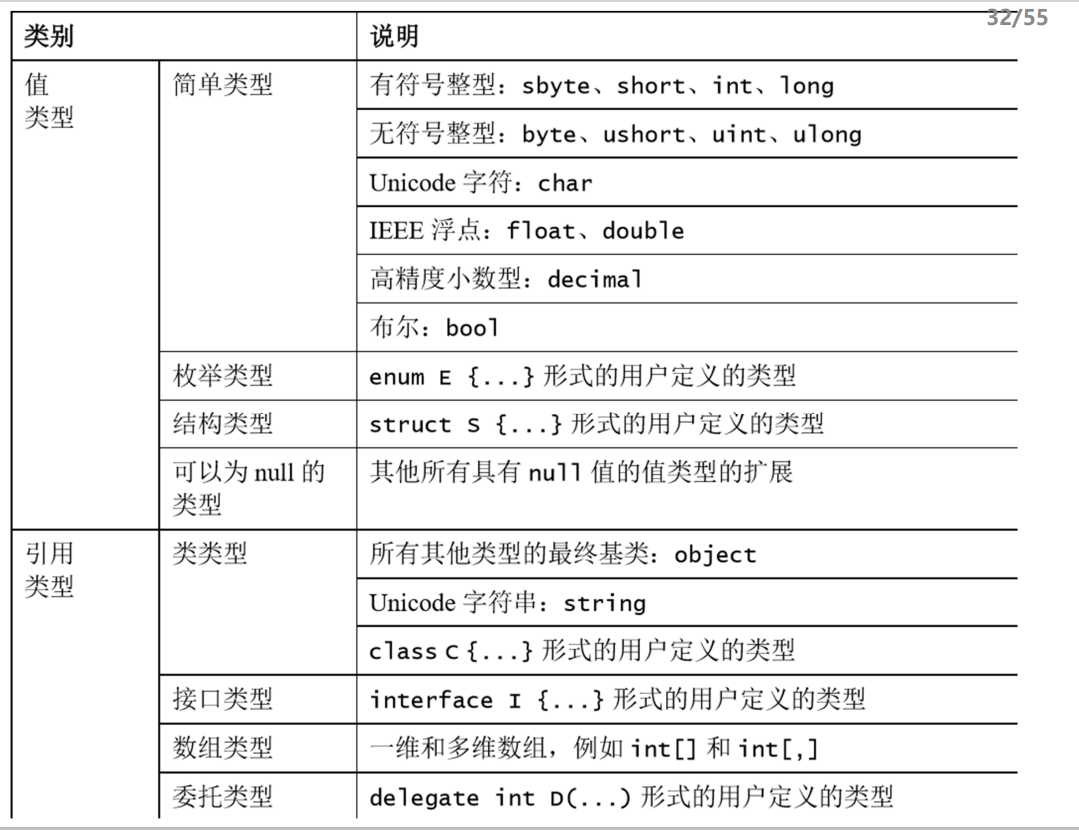 32/55
类别 说明
值 简单类型 有符号整型：sbyte、short、int、long
类型
无符号整型：byte、ushort、uint、ulong
Unicode 字符：char
IEEE 浮点：float、double
高精度小数型：decimal
布尔：bool
枚举类型 enum E {...} 形式的用户定义的类型
结构类型 struct S {...} 形式的用户定义的类型
可以为 null 的 其他所有具有 null 值的值类型的扩展
类型
引用 类类型 所有其他类型的最终基类：object
类型
Unicode 字符串：string
class C {...} 形式的用户定义的类型
接口类型 interface I {...} 形式的用户定义的类型
数组类型 一维和多维数组，例如 int[] 和 int[,]
委托类型 delegate int D(...) 形式的用户定义的类型